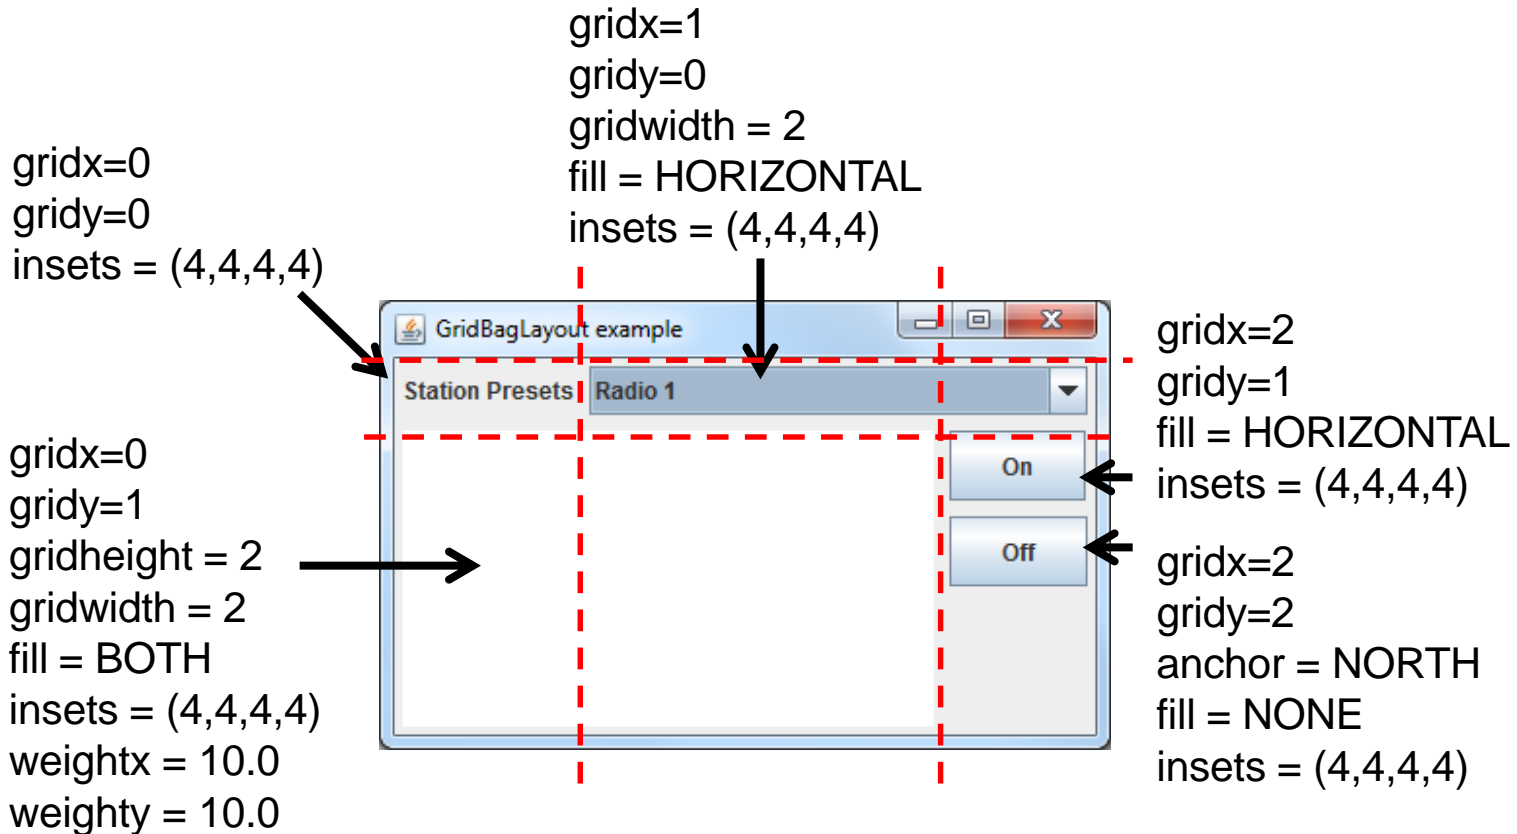 gridx=1
gridy=0
gridwidth = 2
fill = HORIZONTAL
insets = (4,4,4,4)
gridx=0
gridy=0
insets = (4,4,4,4)
GridBagLayout example
Station Presets
Radio 1
On
Off
gridx=0
gridy=1
gridheight = 2
gridwidth = 2
fill = BOTH
insets = (4,4,4,4)
weightx = 10.0
weighty = 10.0
gridx=2
gridy=1
fill = HORIZONTAL
insets = (4,4,4,4)
gridx=2
gridy=2
anchor = NORTH
fill = NONE
insets = (4,4,4,4)